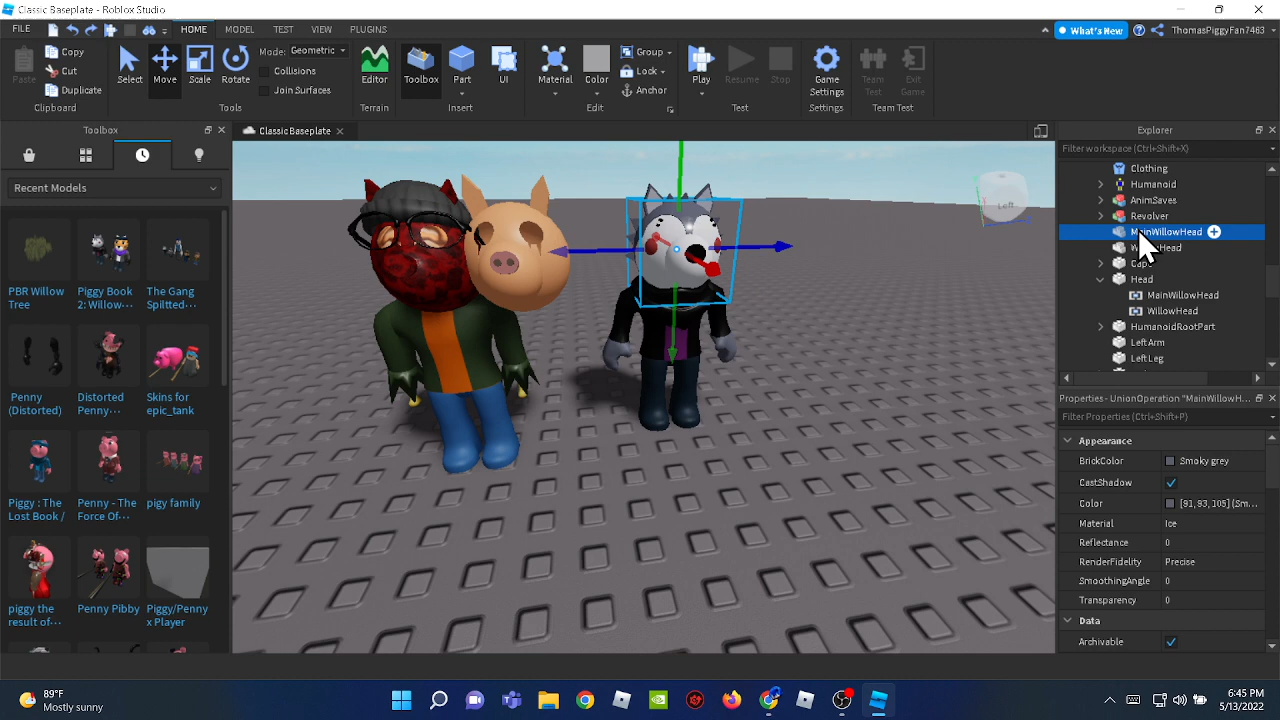 Classic Baseplate - Roblox Studio
FILE HOME MODEL TEST VIEW PLUGINS What's New ThomasPiggyFan7463
Paste Copy Cut Duplicate
Clipboard
Select Move Scale Rotate Mode: Geometric Collisions Join Surfaces
Tools
Editor
Terrain
Toolbox Part UI
Insert
Material Color Group Lock Anchor
Edit
Play Resume Stop
Test
Game Settings
Settings
Team Test Exit Game
Team Test
Toolbox
Recent Models
PBR Willow Tree
Piggy Book 2: Willow···
The Gang Spiltted···
Penny (Distorted)
Distorted Penny···
Skins for epic_tank
Piggy : The Lost Book /
Penny - The Force Of···
pigy family
piggy the result of···
Penny Pibby
Piggy/Penny x Player
Classic Baseplate
Left
Explorer
Filter workspace (Ctrl+Shift+X)
Clothing
Humanoid
AnimSaves
Revolver
MainWillowHead
Head
MainWillowHead
WillowHead
HumanoidRootPart
LeftArm
LeftLeg
Properties - UnionOperation "MainWillowH...
Filter Properties (Ctrl+Shift+P)
Appearance
BrickColor Smoky grey
CastShadow
Color [91,93,105] (Sm...
Material Ice
Reflectance 0
RenderFidelity Precise
SmoothingAngle 0
Transparency 0
Data
Archivable
89°F
Mostly sunny
6:45 PM
5/3/2022